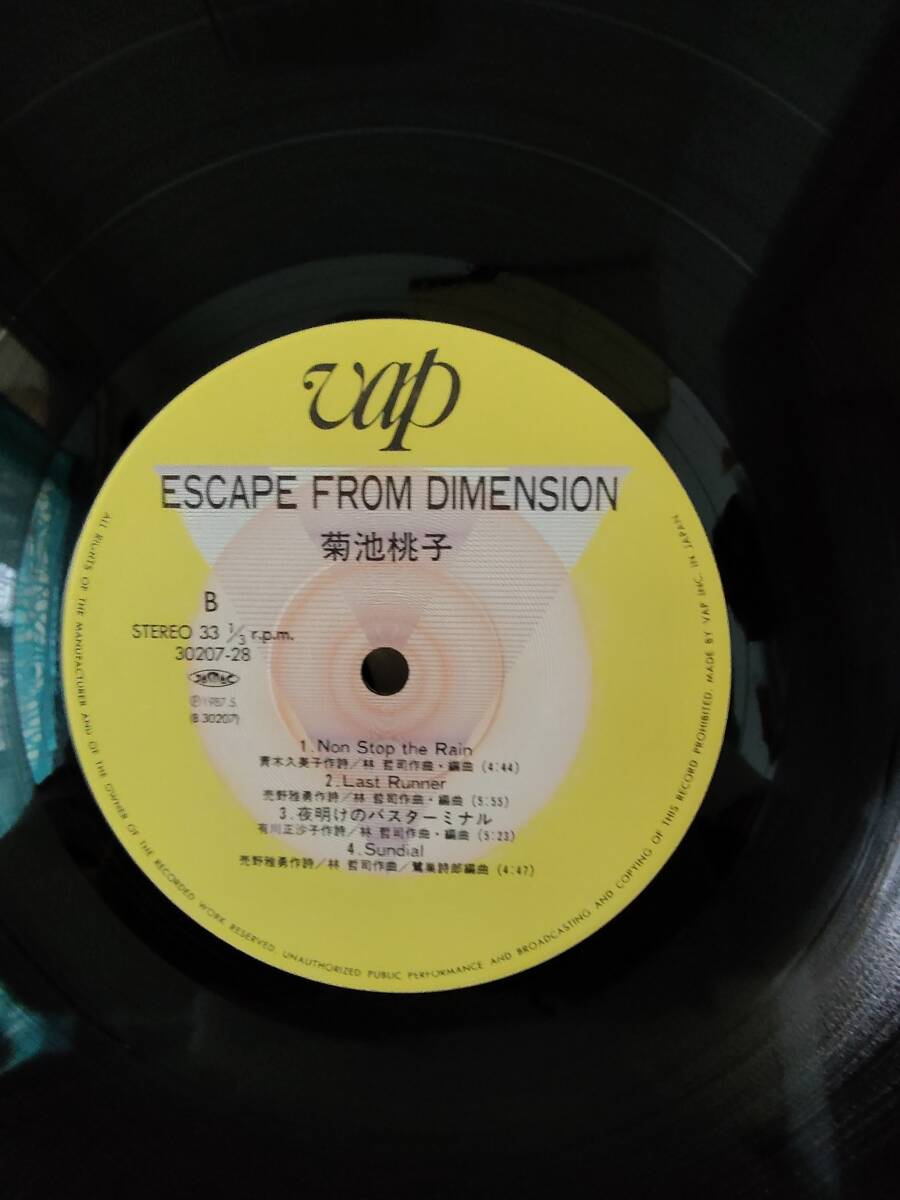 vap
ESCAPE FROM DIMENSION
菊池桃子
B
STEREO 33 1/3 r.p.m.
30207-28
JASRAC
Ⓟ1987.5.
(B 30207)
1.Non Stop the Rain
青木久美子作詩/林 哲司作曲・編曲 (4:44)
2.Last Runner
売野雅勇作詩/林 哲司作曲・編曲 (5:55)
3.夜明けのバスターミナル
有川正沙子作詩/林 哲司作曲・編曲 (5:23)
4.Sundial
売野雅勇作詩/林 哲司作曲/鷺巣詩郎編曲 (4:47)
ALL RIGHTS OF THE MANUFACTURER AND OF THE OWNER OF THE RECORDED WORK RESERVED. UNAUTHORIZED PUBLIC PERFORMANCE AND BROADCASTING AND COPYING OF THIS RECORD PROHIBITED. MADE BY VAP INC. IN JAPAN